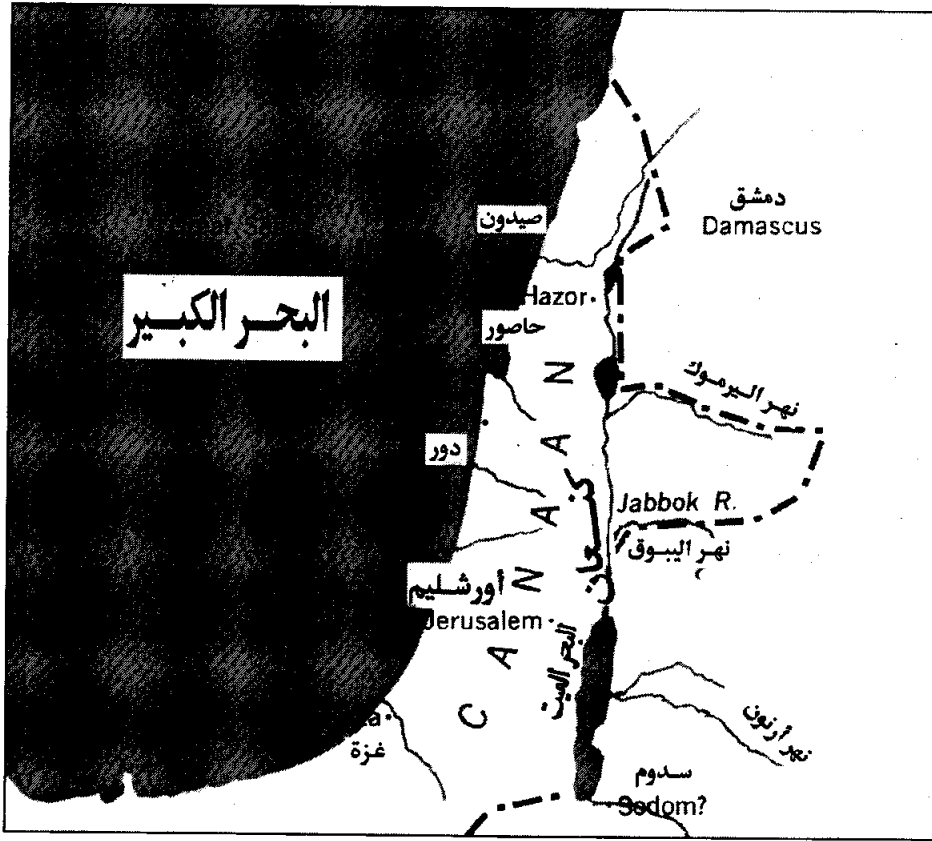 دمشق
Damascus
صيدون
البحر الكبير
Hazor
حاصور
نهر اليرموك
دور
CANAAN
كنعان
Jabbok R.
نهر اليبوق
أورشليم
Jerusalem
البحر الميت
نهر أرنون
غزة
سدوم
Sodom?